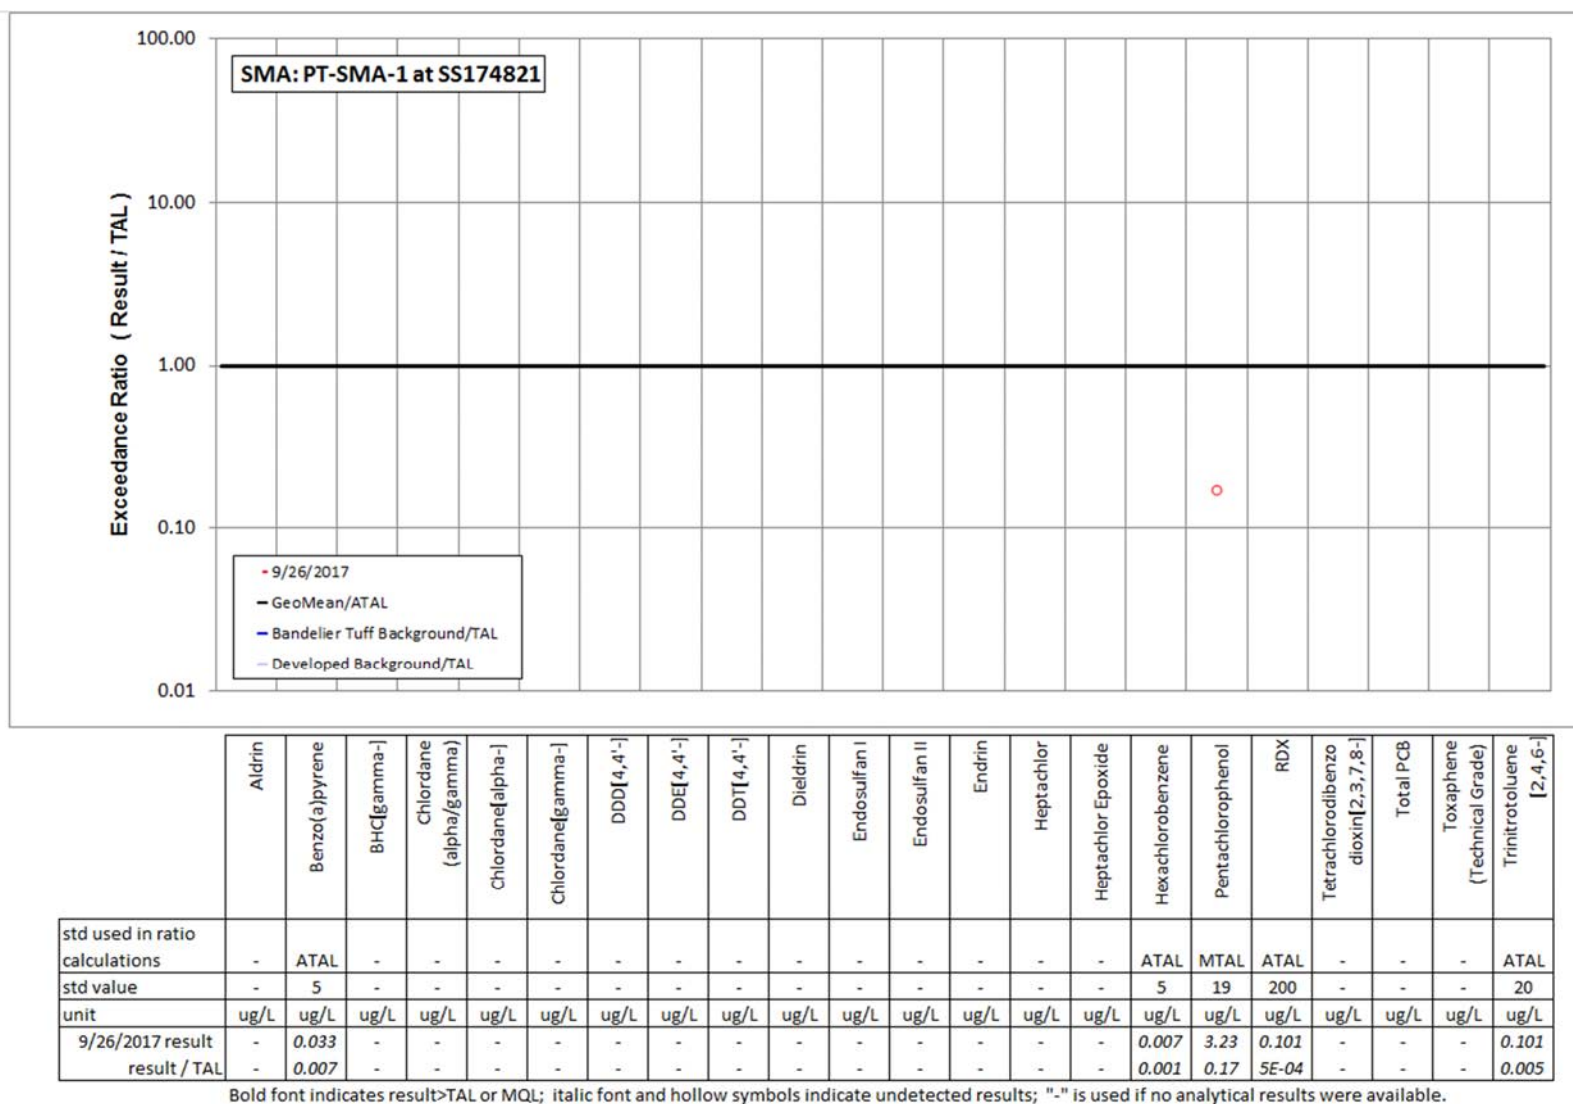 100.00
SMA: PT-SMA-1 at SS174821
10.00
1.00
0.10
0.01
Exceedance Ratio ( Result / TAL )
9/26/2017
GeoMean/ATAL
Bandelier Tuff Background/TAL
Developed Background/TAL
Aldrin
Benzo(a)pyrene
BHC[gamma-]
Chlordane
(alpha/gamma)
Chlordane[alpha-]
Chlordane[gamma-]
DDD[4,4'-]
DDE[4,4'-]
DDT[4,4'-]
Dieldrin
Endosulfan I
Endosulfan II
Endrin
Heptachlor
Heptachlor Epoxide
Hexachlorobenzene
Pentachlorophenol
RDX
Tetrachlorodibenzo
dioxin[2,3,7,8-]
Total PCB
Toxaphene
(Technical Grade)
Trinitrotoluene
[2,4,6-]
std used in ratio
calculations - ATAL - - - - - - - - - - - - - ATAL MTAL ATAL - - - ATAL
std value - 5 - - - - - - - - - - - - - 5 19 200 - - - 20
unit ug/L ug/L ug/L ug/L ug/L ug/L ug/L ug/L ug/L ug/L ug/L ug/L ug/L ug/L ug/L ug/L ug/L ug/L ug/L ug/L ug/L ug/L
9/26/2017 result - 0.033 - - - - - - - - - - - - - 0.007 3.23 0.101 - - - 0.101
result / TAL - 0.007 - - - - - - - - - - - - - 0.001 0.17 5E-04 - - - 0.005
Bold font indicates result>TAL or MQL; italic font and hollow symbols indicate undetected results; "-" is used if no analytical results were available.